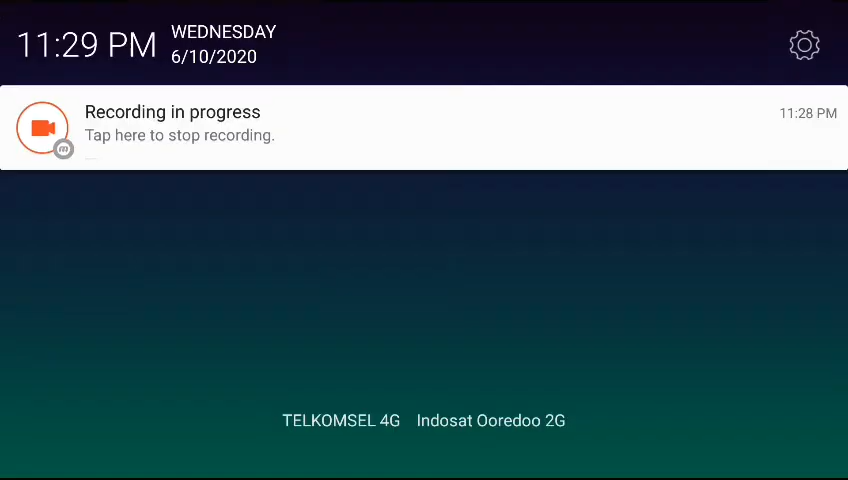 11:29 PM
WEDNESDAY
6/10/2020
Recording in progress
11:28 PM
Tap here to stop recording.
m
TELKOMSEL 4G Indosat Ooredoo 2G